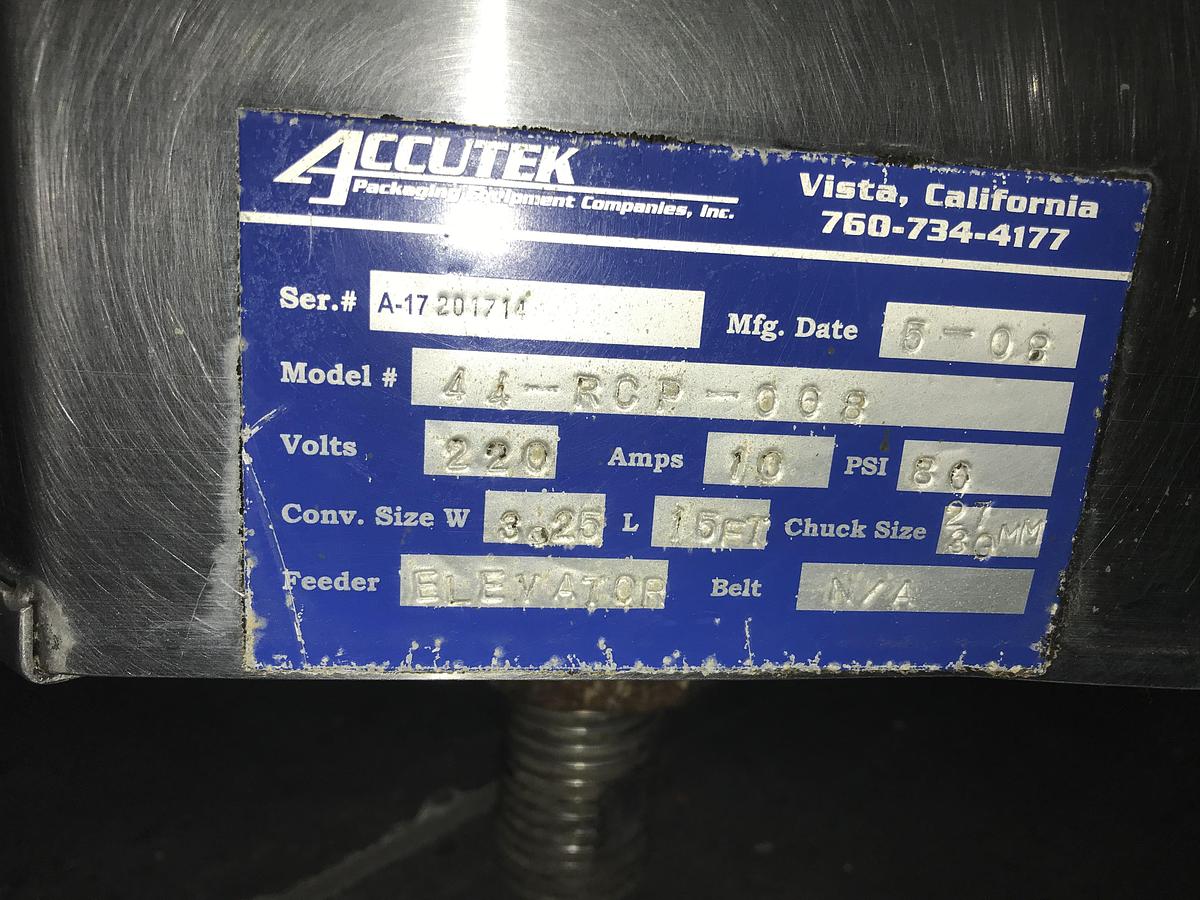 ACCUTEK
Packaging Equipment Companies, Inc.
Vista, California
760-734-4177
Ser.# A-17 201714
Mfg. Date 5-08
Model # 44-RCP-008
Volts 220 Amps 10 PSI 80
Conv. Size W 3.25 L 15FT Chuck Size 27 30 MM
Feeder ELEVATOR Belt N/A